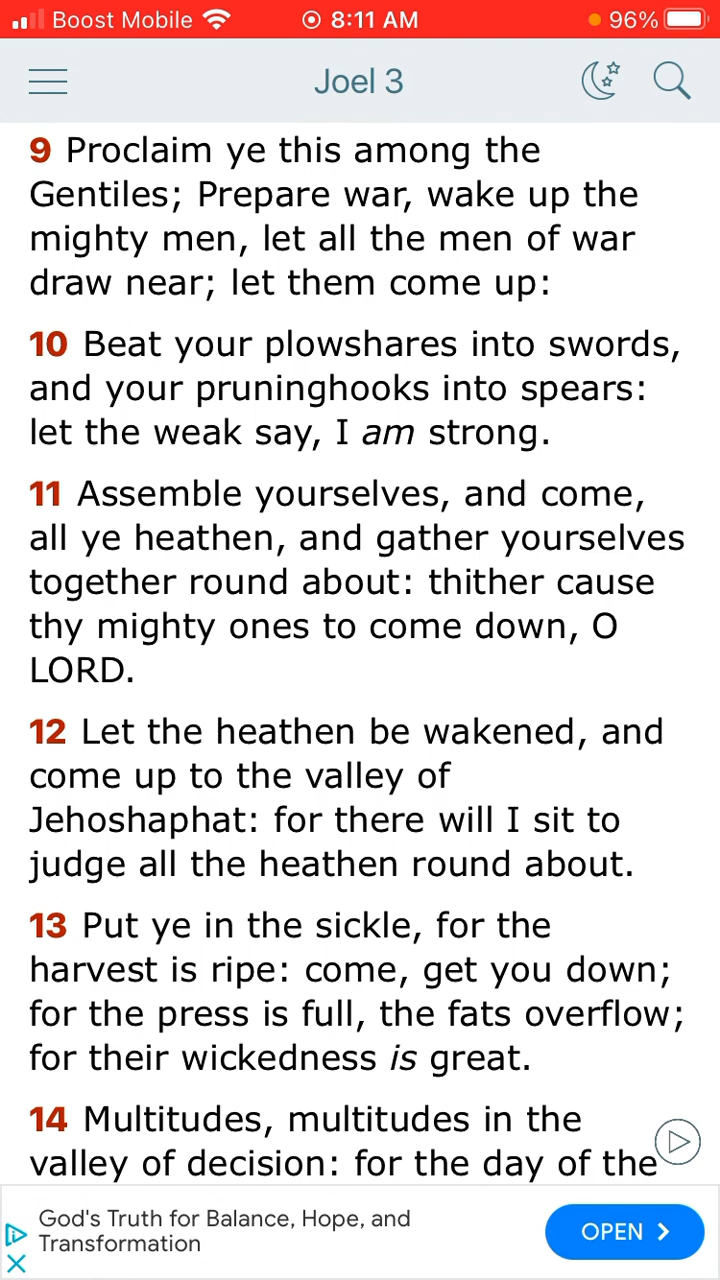 Boost Mobile 8:11 AM 96%
Joel 3
9 Proclaim ye this among the
Gentiles; Prepare war, wake up the
mighty men, let all the men of war
draw near; let them come up:
10 Beat your plowshares into swords,
and your pruninghooks into spears:
let the weak say, I am strong.
11 Assemble yourselves, and come,
all ye heathen, and gather yourselves
together round about: thither cause
thy mighty ones to come down, O
LORD.
12 Let the heathen be wakened, and
come up to the valley of
Jehoshaphat: for there will I sit to
judge all the heathen round about.
13 Put ye in the sickle, for the
harvest is ripe: come, get you down;
for the press is full, the fats overflow;
for their wickedness is great.
14 Multitudes, multitudes in the
valley of decision: for the day of the
God's Truth for Balance, Hope, and
Transformation
OPEN